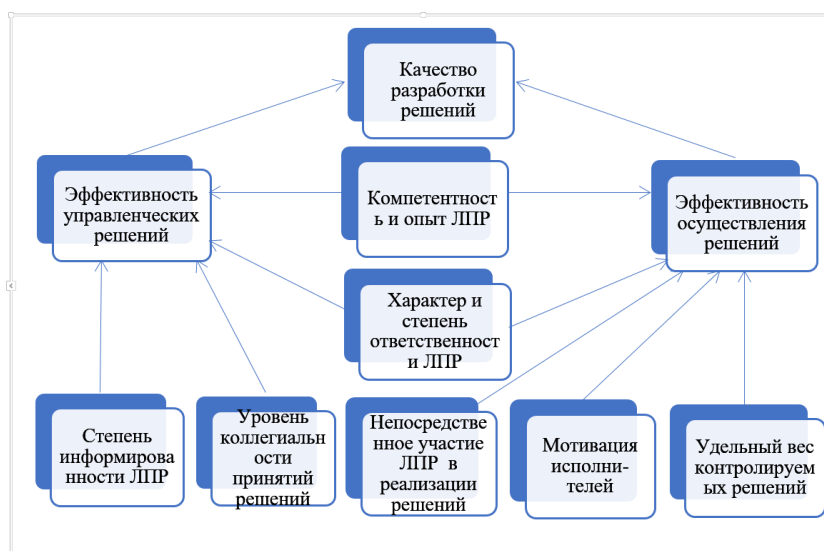 Качество
разработки
решений
Эффективность
управленческих
решений
Компетентност
ь и опыт ЛПР
Эффективность
осуществления
решений
Характер и
степень
ответственност
и ЛПР
Степень
информирова
нности ЛПР
Уровень
коллегиальн
ости
принятий
решений
Непосредстве
нное участие
ЛПР в
реализации
решений
Мотивация
исполни-
телей
Удельный вес
контролируем
ых решений